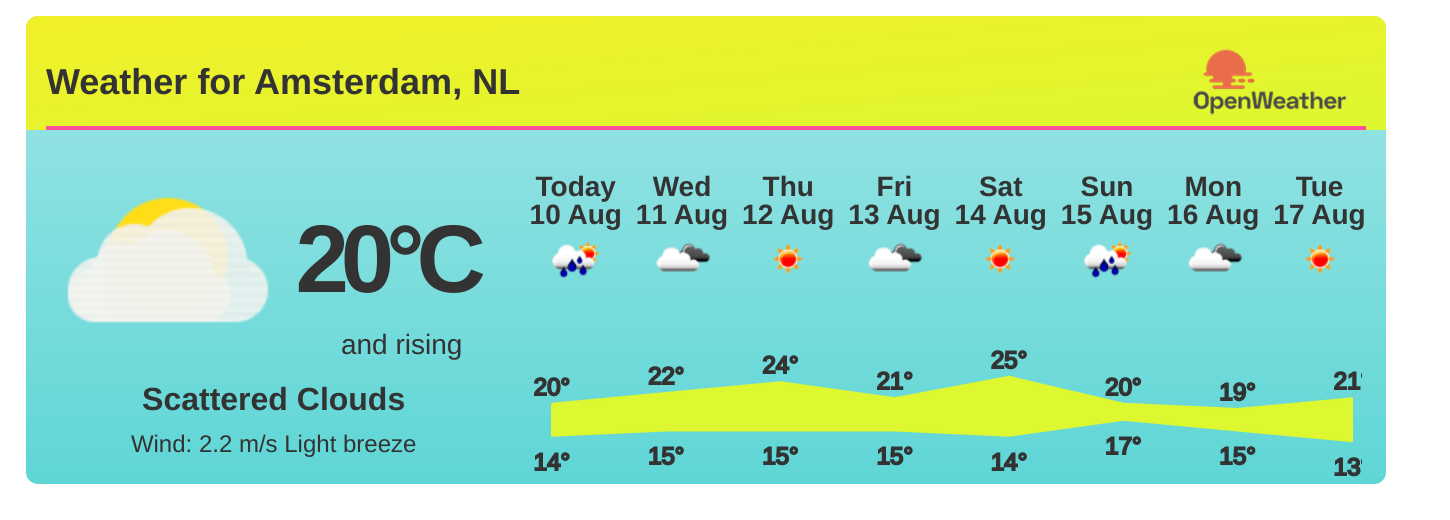 Weather for Amsterdam, NL
OpenWeather
20°C
and rising
Scattered Clouds
Wind: 2.2 m/s Light breeze
Today Wed Thu Fri Sat Sun Mon Tue
10 Aug 11 Aug 12 Aug 13 Aug 14 Aug 15 Aug 16 Aug 17 Aug
20° 22° 24° 21° 25° 20° 19° 21°
14° 15° 15° 15° 14° 17° 15° 13°